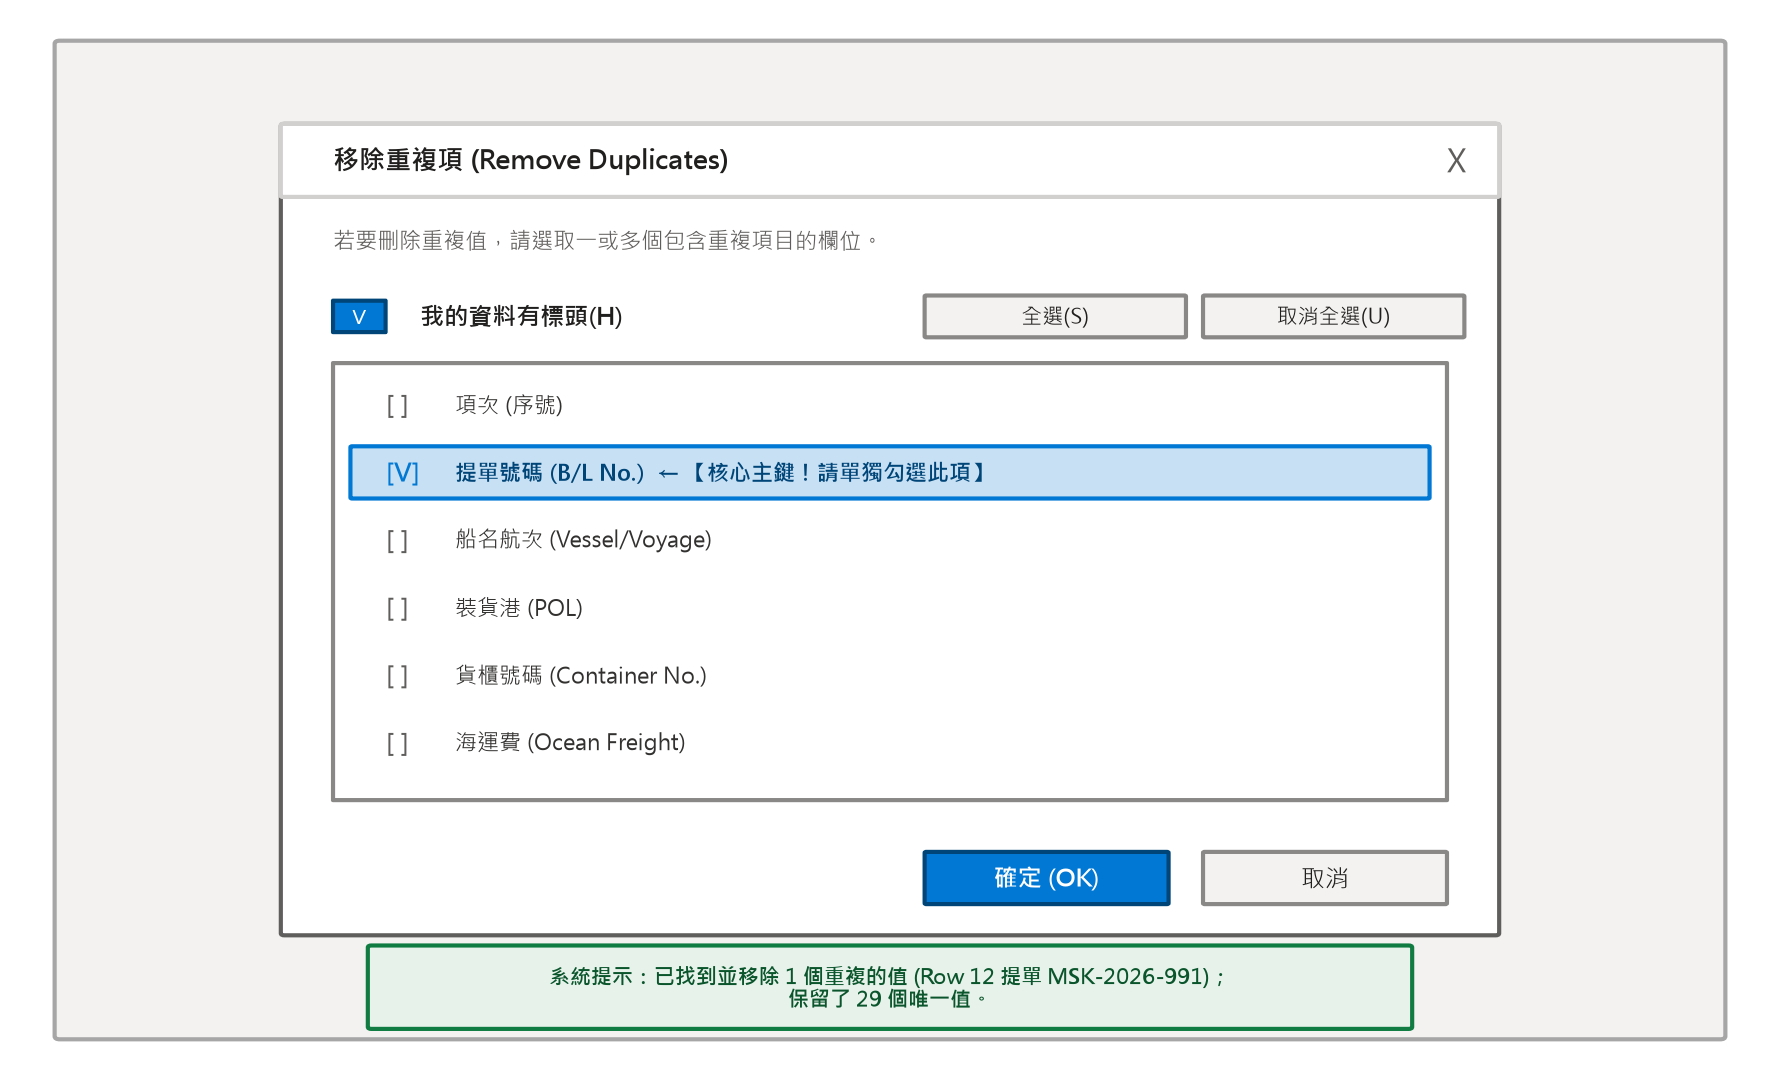 移除重複項 (Remove Duplicates)
X
若要刪除重複值，請選取一或多個包含重複項目的欄位。
V 我的資料有標頭(H)
全選(S)
取消全選(U)
[ ] 項次 (序號)
[V] 提單號碼 (B/L No.) ← 【核心主鍵！請單獨勾選此項】
[ ] 船名航次 (Vessel/Voyage)
[ ] 裝貨港 (POL)
[ ] 貨櫃號碼 (Container No.)
[ ] 海運費 (Ocean Freight)
確定 (OK)
取消
系統提示：已找到並移除 1 個重複的值 (Row 12 提單 MSK-2026-991)；
保留了 29 個唯一值。